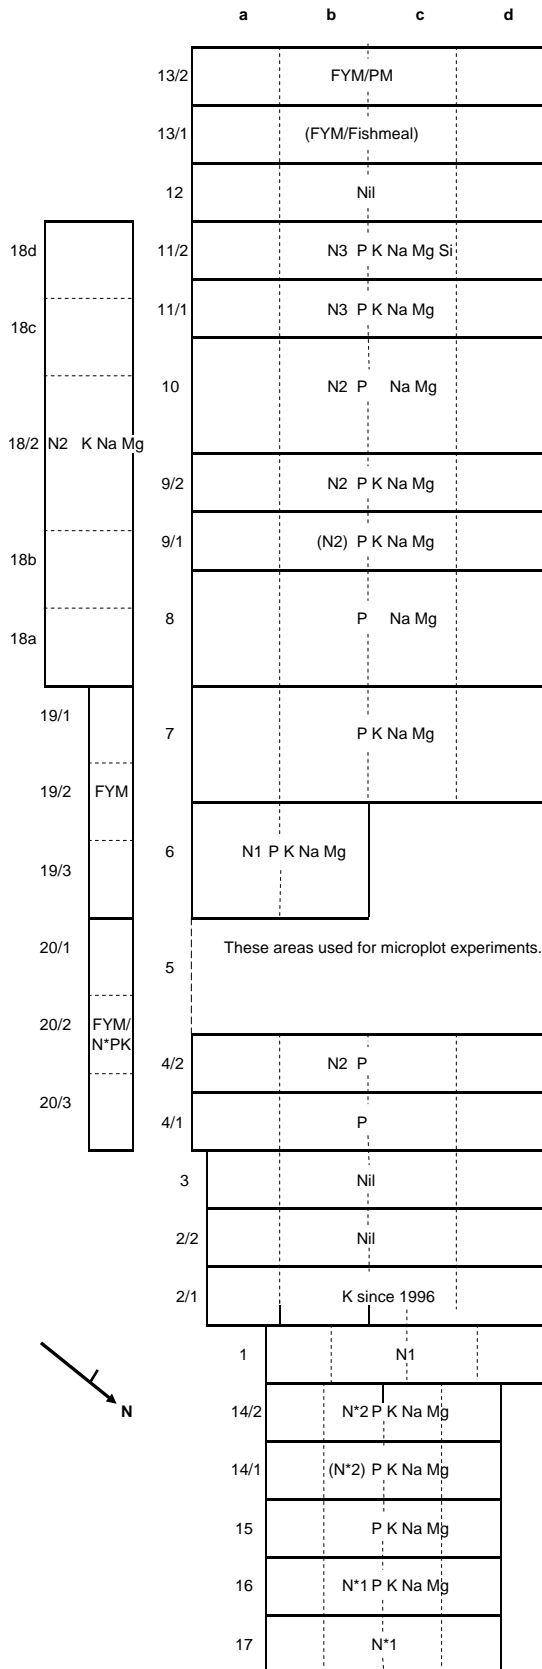 a b c d
13/2 FYM/PM
13/1 (FYM/Fishmeal)
12 Nil
18d 11/2 N3 P K Na Mg Si
11/1 N3 P K Na Mg
18c
10 N2 P Na Mg
18/2 N2 K Na Mg
9/2 N2 P K Na Mg
9/1 (N2) P K Na Mg
18b
8 P Na Mg
18a
19/1
7 P K Na Mg
19/2 FYM
6 N1 P K Na Mg
19/3
20/1 These areas used for microplot experiments.
5
20/2 FYM/
N*PK
4/2 N2 P
20/3
4/1 P
3 Nil
2/2 Nil
2/1 K since 1996
1 N1
N
14/2 N*2 P K Na Mg
14/1 (N*2) P K Na Mg
15 P K Na Mg
16 N*1 P K Na Mg
17 N*1